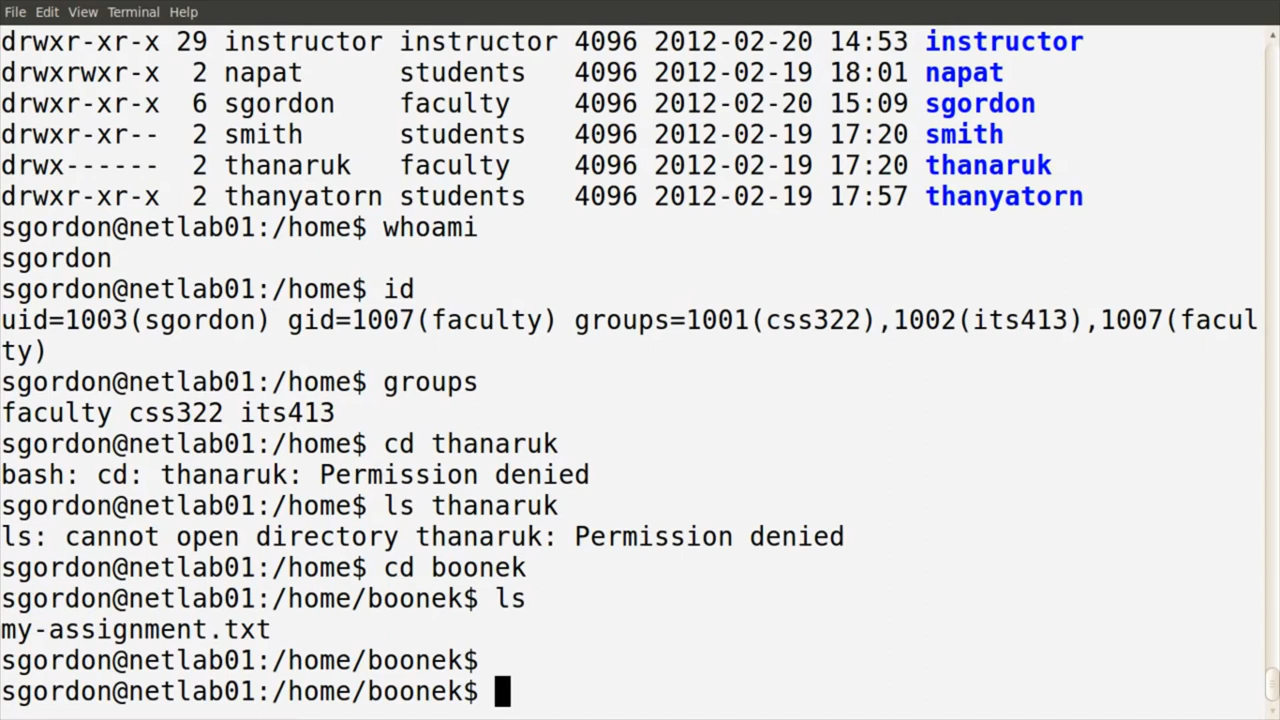 File Edit View Terminal Help
drwxr-xr-x 29 instructor instructor 4096 2012-02-20 14:53 instructor
drwxrwxr-x  2 napat      students   4096 2012-02-19 18:01 napat
drwxr-xr-x  6 sgordon    faculty    4096 2012-02-20 15:09 sgordon
drwxr-xr--  2 smith      students   4096 2012-02-19 17:20 smith
drwx------  2 thanaruk   faculty    4096 2012-02-19 17:20 thanaruk
drwxr-xr-x  2 thanyatorn students   4096 2012-02-19 17:57 thanyatorn
sgordon@netlab01:/home$ whoami
sgordon
sgordon@netlab01:/home$ id
uid=1003(sgordon) gid=1007(faculty) groups=1001(css322),1002(its413),1007(facul
ty)
sgordon@netlab01:/home$ groups
faculty css322 its413
sgordon@netlab01:/home$ cd thanaruk
bash: cd: thanaruk: Permission denied
sgordon@netlab01:/home$ ls thanaruk
ls: cannot open directory thanaruk: Permission denied
sgordon@netlab01:/home$ cd boonek
sgordon@netlab01:/home/boonek$ ls
my-assignment.txt
sgordon@netlab01:/home/boonek$
sgordon@netlab01:/home/boonek$